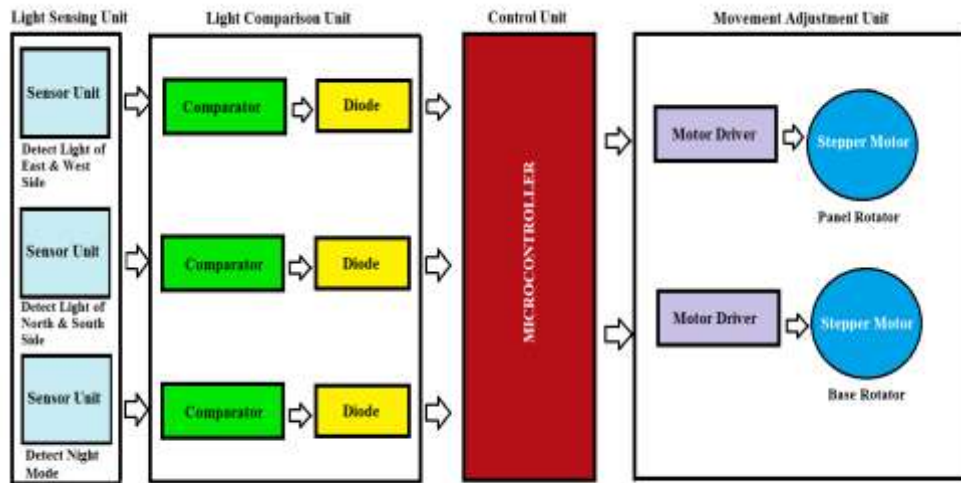 Light Sensing Unit
Light Comparison Unit
Control Unit
Movement Adjustment Unit
Sensor Unit
Detect Light of
East & West
Side
Sensor Unit
Detect Light of
North & South
Side
Sensor Unit
Detect Night
Mode
Comparator
Diode
Comparator
Diode
Comparator
Diode
MICROCONTROLLER
Motor Driver
Stepper Motor
Panel Rotator
Motor Driver
Stepper Motor
Base Rotator